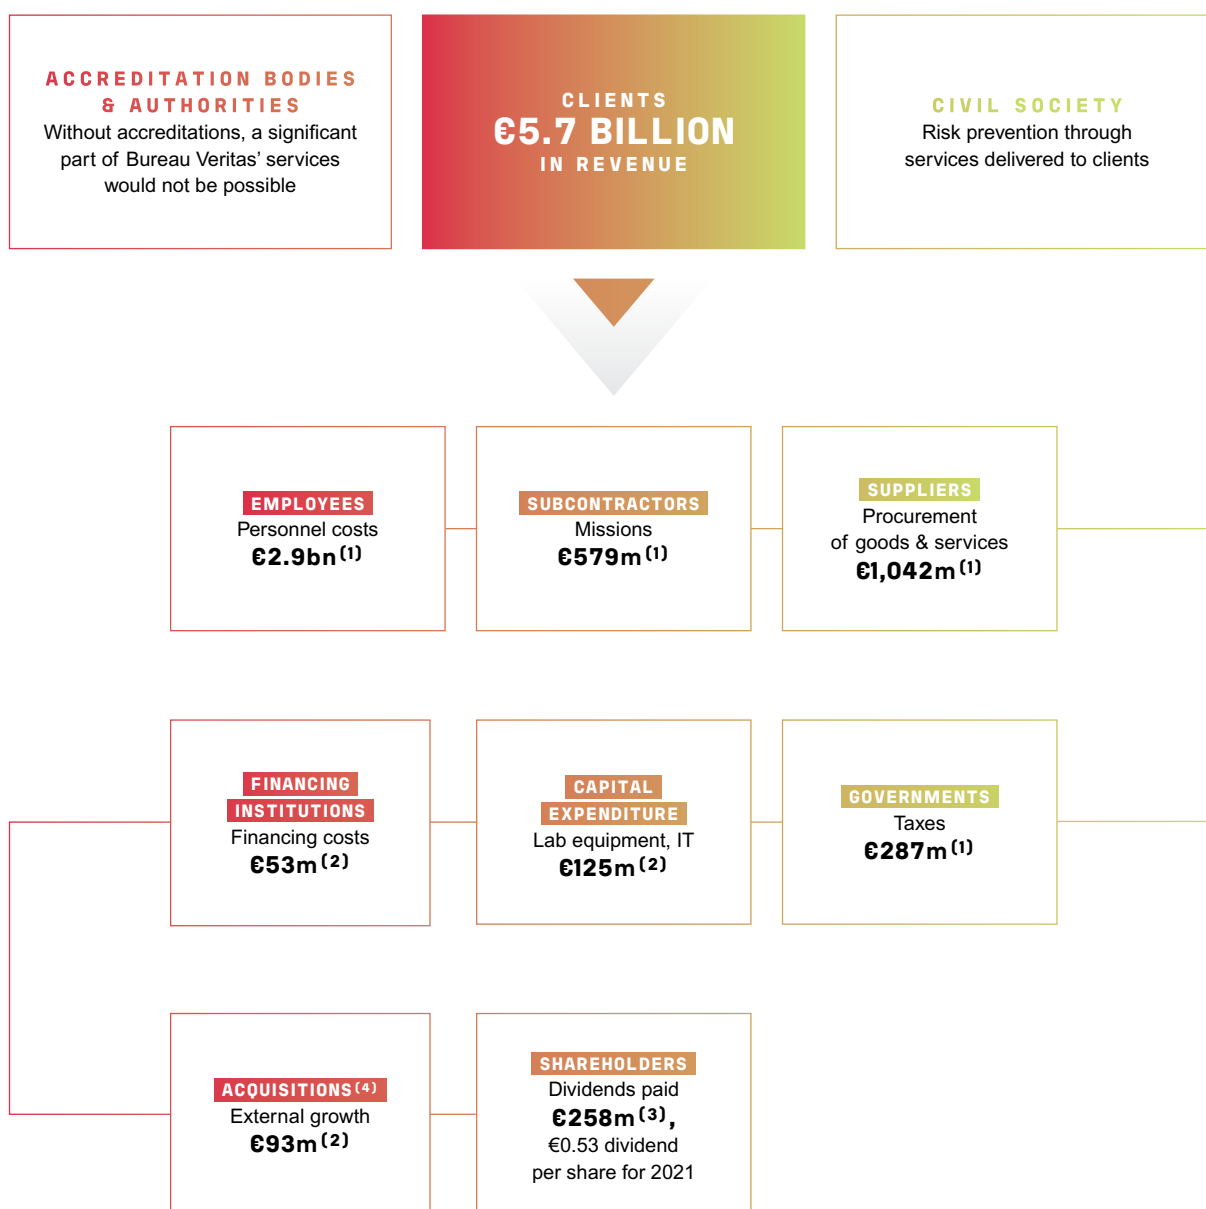 ACCREDITATION BODIES
& AUTHORITIES
Without accreditations, a significant
part of Bureau Veritas’ services
would not be possible
CLIENTS
€5.7 BILLION
IN REVENUE
CIVIL SOCIETY
Risk prevention through
services delivered to clients
EMPLOYEES
Personnel costs
€2.9bn(1)
SUBCONTRACTORS
Missions
€579m(1)
SUPPLIERS
Procurement
of goods & services
€1,042m(1)
FINANCING
INSTITUTIONS
Financing costs
€53m(2)
CAPITAL
EXPENDITURE
Lab equipment, IT
€125m(2)
GOVERNMENTS
Taxes
€287m(1)
ACQUISITIONS(4)
External growth
€93m(2)
SHAREHOLDERS
Dividends paid
€258m(3),
€0.53 dividend
per share for 2021